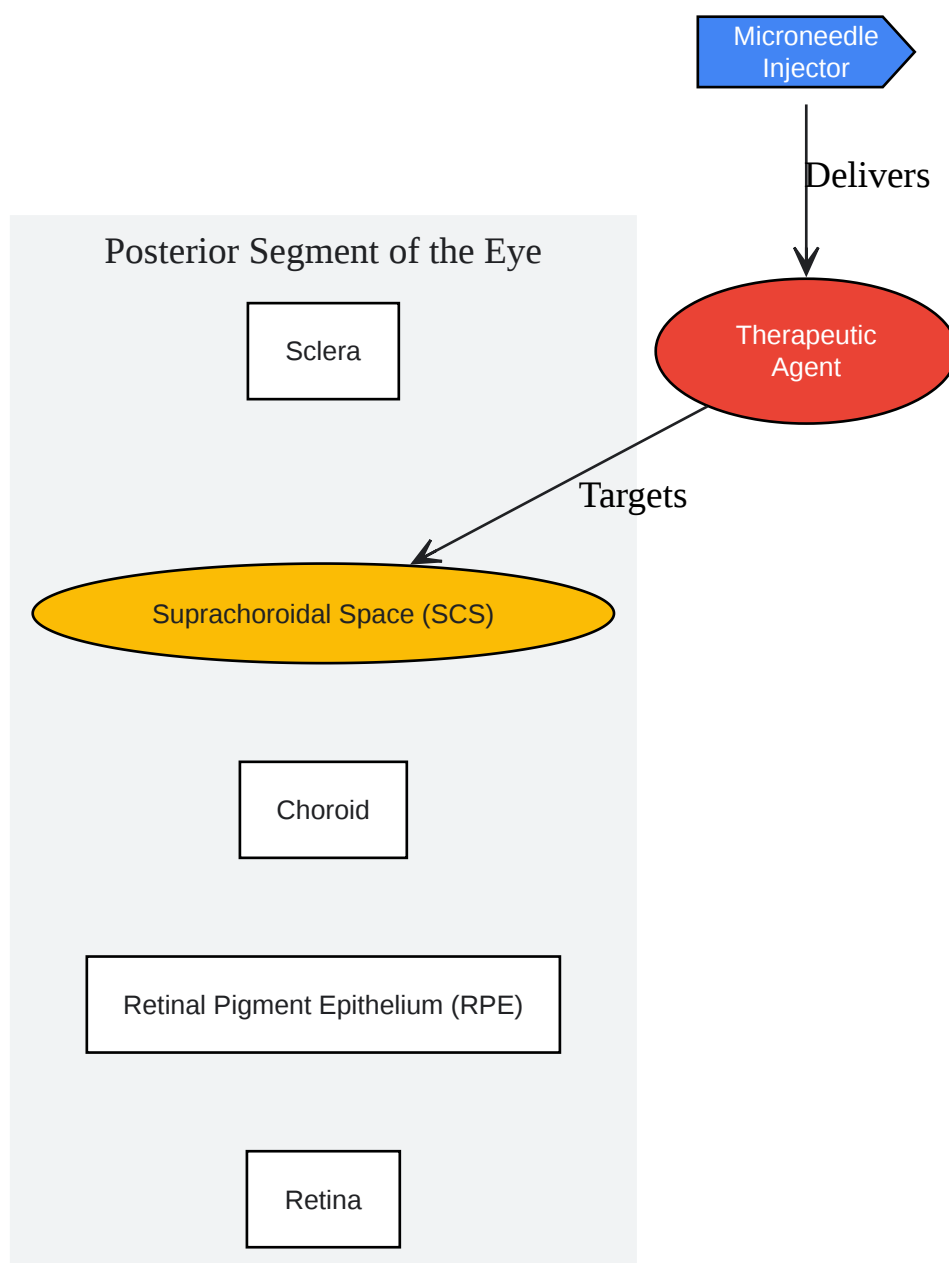 Microneedle
Injector
Delivers
Posterior Segment of the Eye
Sclera
Therapeutic
Agent
Targets
Suprachoroidal Space (SCS)
Choroid
Retinal Pigment Epithelium (RPE)
Retina